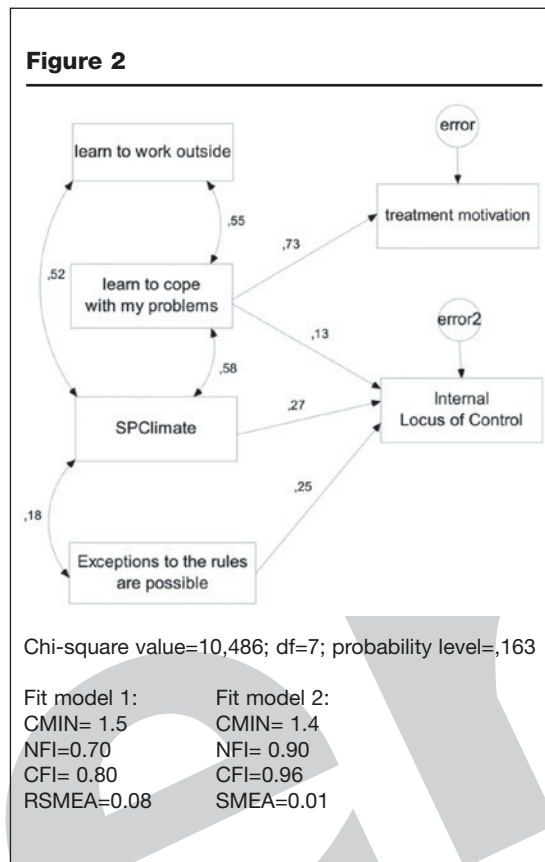 Figure 2
learn to work outside
error
treatment motivation
,55
,73
,52
learn to cope
with my problems
,13
error2
,58
Internal
Locus of Control
SPClimate
,27
,25
,18
Exceptions to the rules
are possible
Chi-square value=10,486; df=7; probability level=,163
Fit model 1:
CMIN= 1.5
NFI=0.70
CFI= 0.80
RSMEA=0.08
Fit model 2:
CMIN= 1.4
NFI= 0.90
CFI=0.96
SMEA=0.01